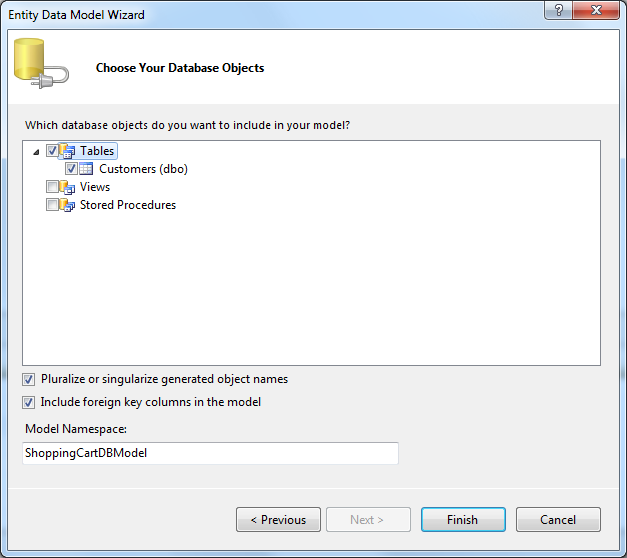 Entity Data Model Wizard
?
Choose Your Database Objects
Which database objects do you want to include in your model?
Tables
Customers (dbo)
Views
Stored Procedures
Pluralize or singularize generated object names
Include foreign key columns in the model
Model Namespace:
ShoppingCartDBModel
< Previous
Next >
Finish
Cancel